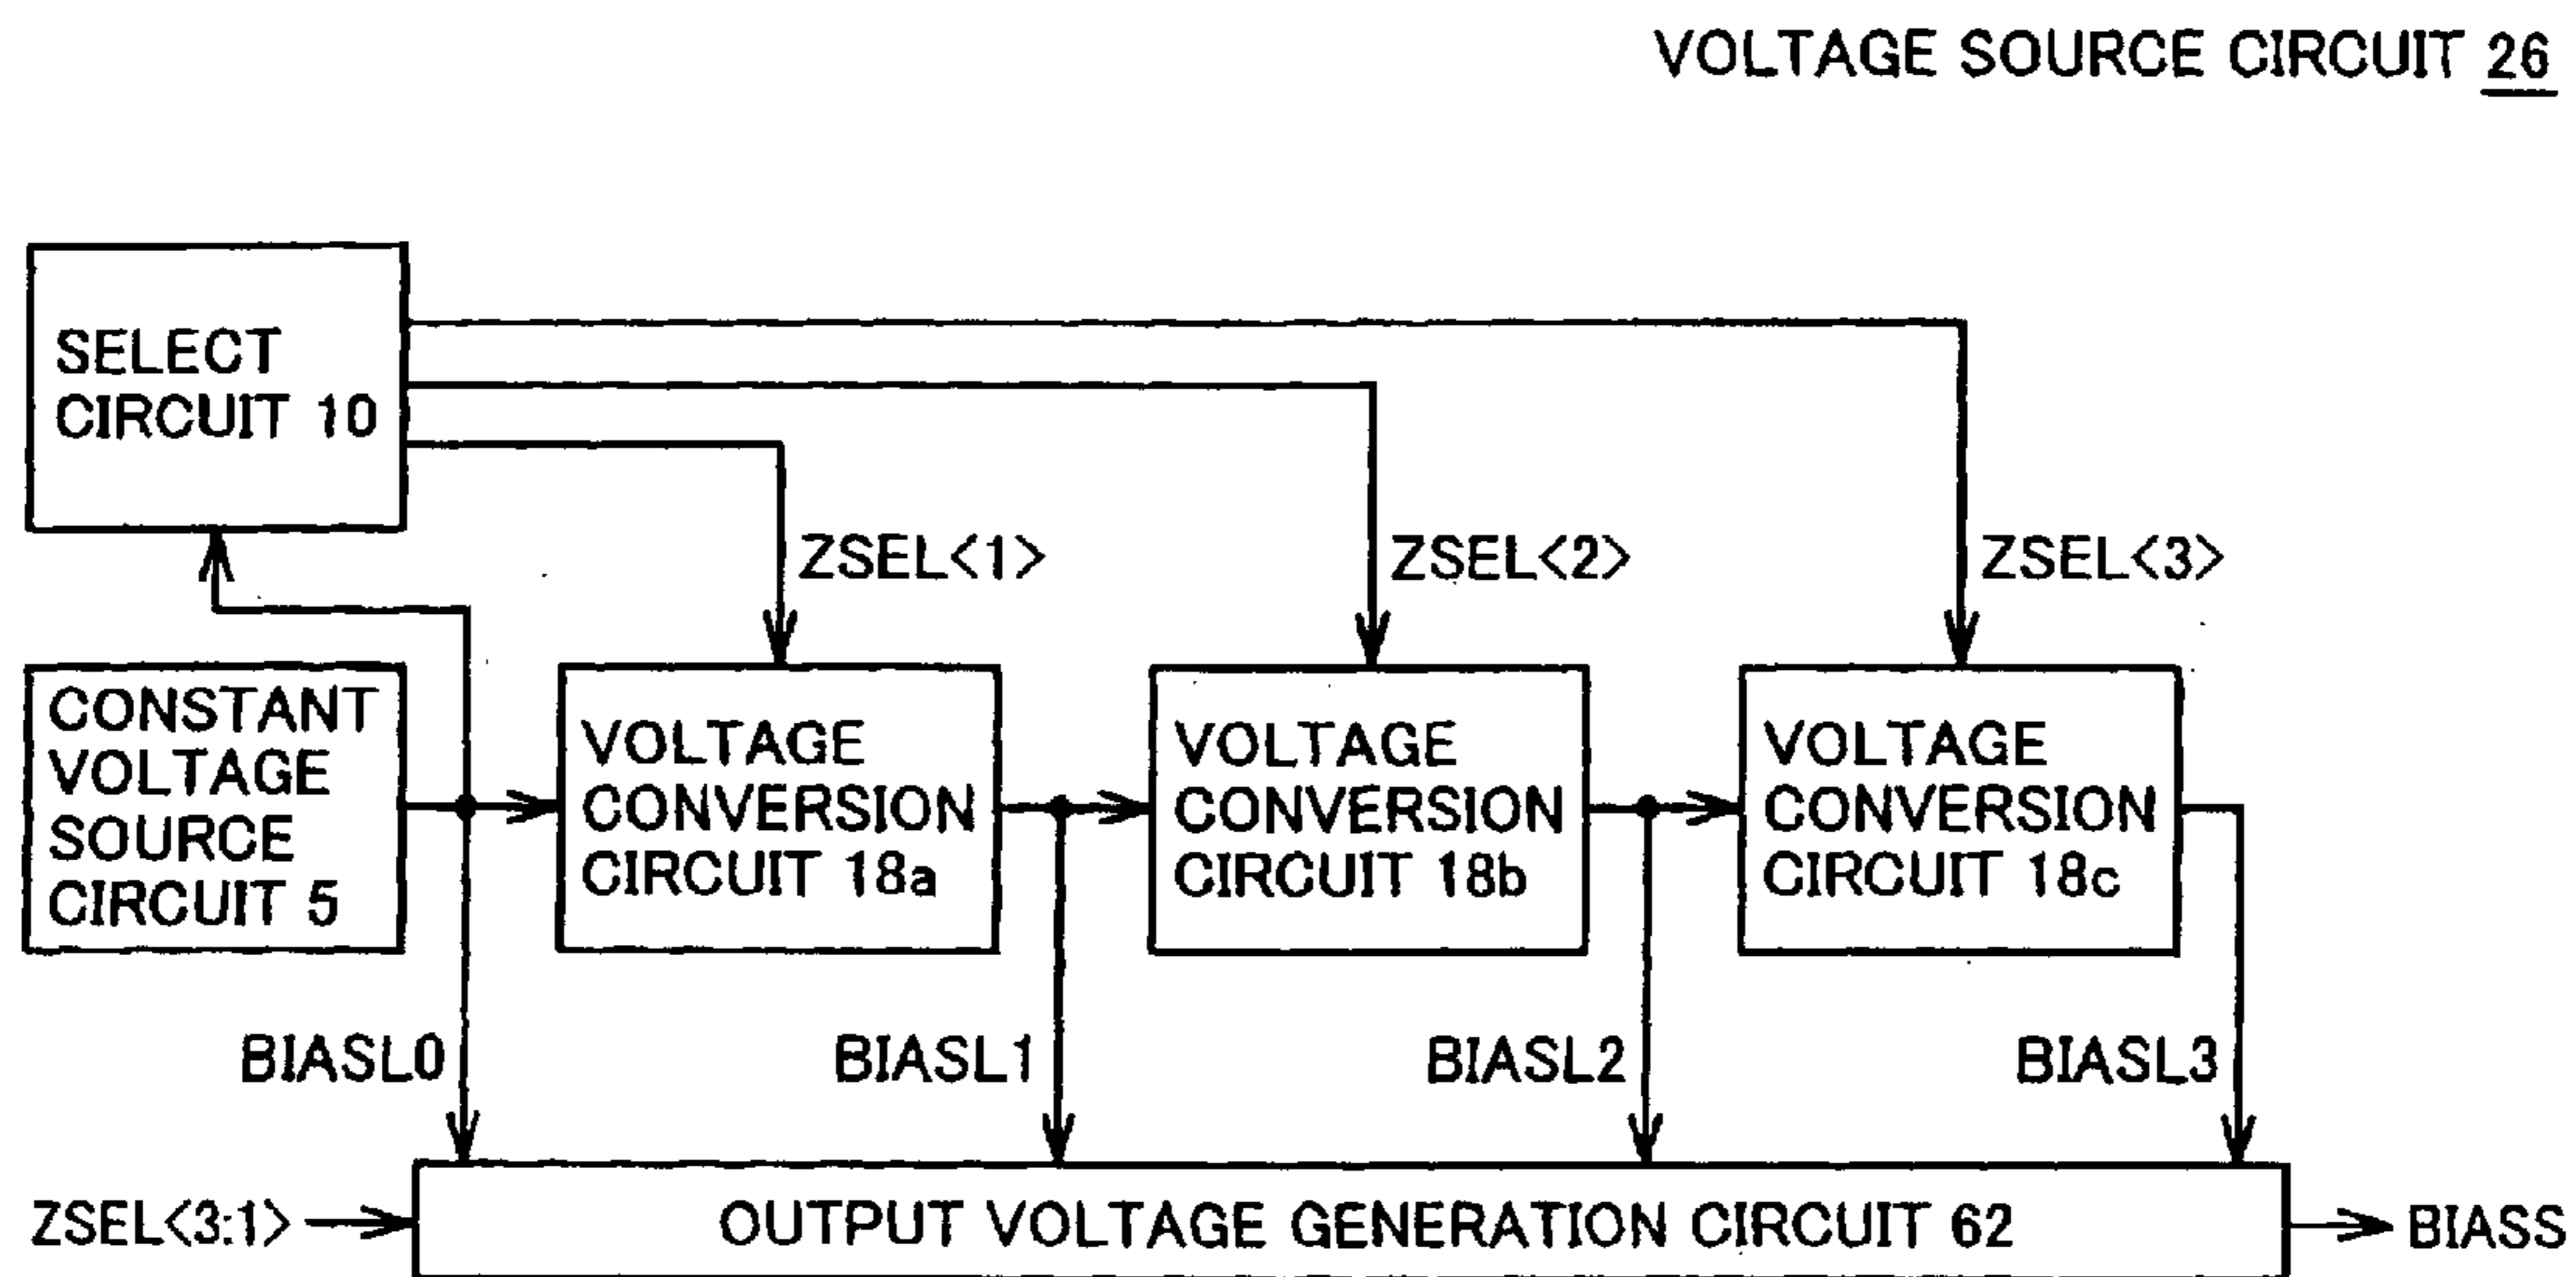 VOLTAGE SOURCE CIRCUIT 26
SELECT
CIRCUIT 10
ZSEL<1>
ZSEL<2>
ZSEL<3>
CONSTANT
VOLTAGE
SOURCE
CIRCUIT 5
VOLTAGE
CONVERSION
CIRCUIT 18a
VOLTAGE
CONVERSION
CIRCUIT 18b
VOLTAGE
CONVERSION
CIRCUIT 18c
BIASL0
BIASL1
BIASL2
BIASL3
ZSEL<3:1>
OUTPUT VOLTAGE GENERATION CIRCUIT 62
BIASS